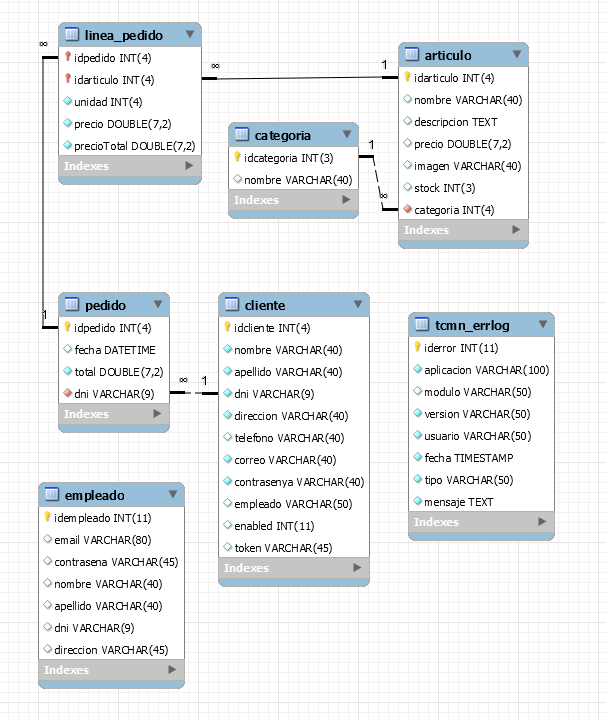 linea_pedido
idpedido INT(4)
idarticulo INT(4)
unidad INT(4)
precio DOUBLE(7,2)
precioTotal DOUBLE(7,2)
Indexes
∞
∞
1
articulo
idarticulo INT(4)
nombre VARCHAR(40)
descripcion TEXT
precio DOUBLE(7,2)
imagen VARCHAR(40)
stock INT(3)
categoria INT(4)
Indexes
categoria
idcategoria INT(3)
nombre VARCHAR(40)
Indexes
1
∞
1
pedido
idpedido INT(4)
fecha DATETIME
total DOUBLE(7,2)
dni VARCHAR(9)
Indexes
∞
1
cliente
idcliente INT(4)
nombre VARCHAR(40)
apellido VARCHAR(40)
dni VARCHAR(9)
direccion VARCHAR(40)
telefono VARCHAR(40)
correo VARCHAR(40)
contrasenya VARCHAR(40)
empleado VARCHAR(50)
enabled INT(11)
token VARCHAR(45)
Indexes
tcmn_errlog
iderror INT(11)
aplicacion VARCHAR(100)
modulo VARCHAR(50)
version VARCHAR(50)
usuario VARCHAR(50)
fecha TIMESTAMP
tipo VARCHAR(50)
mensaje TEXT
Indexes
empleado
idempleado INT(11)
email VARCHAR(80)
contrasena VARCHAR(45)
nombre VARCHAR(40)
apellido VARCHAR(40)
dni VARCHAR(9)
direccion VARCHAR(45)
Indexes